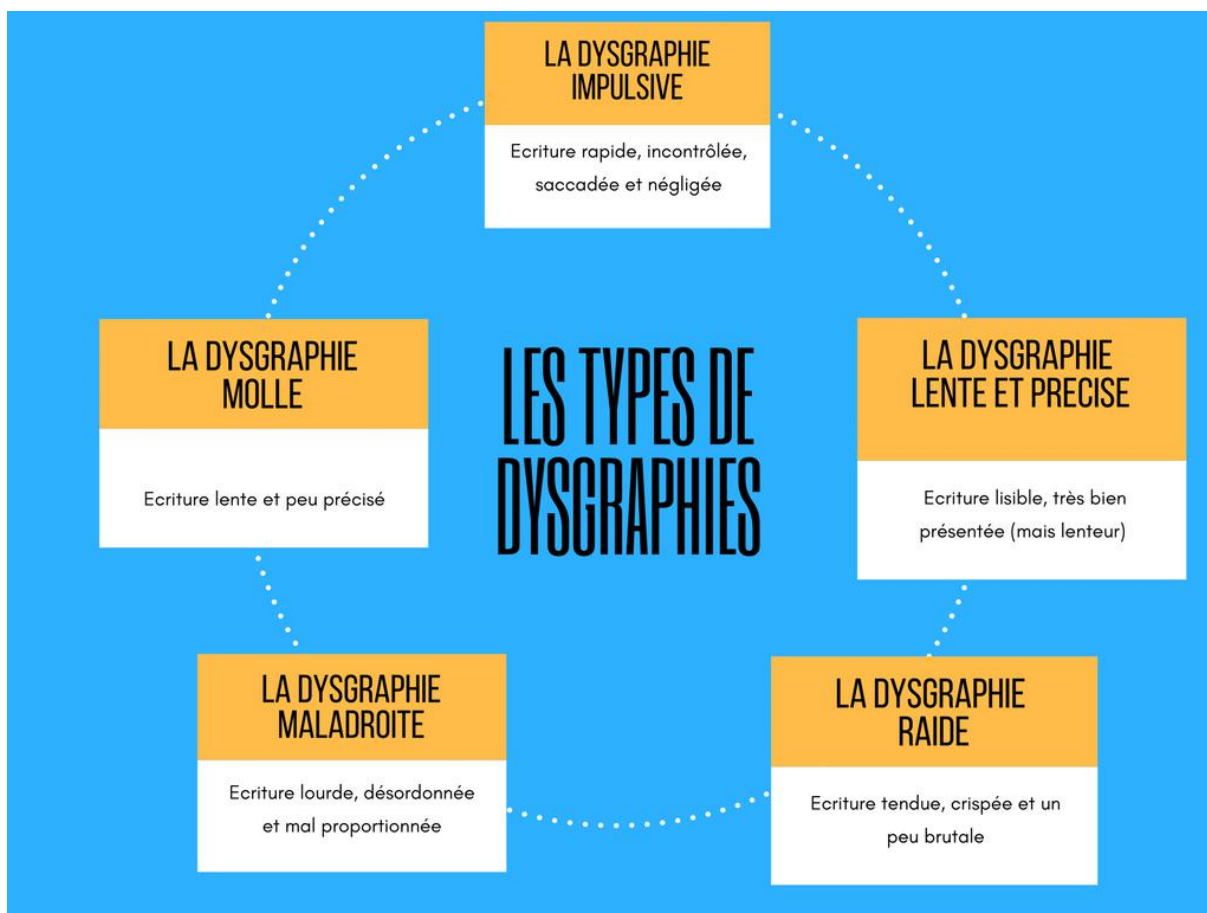 LA DYSGRAPHIE
IMPULSIVE
Ecriture rapide, incontrôlée,
saccadée et négligée
LA DYSGRAPHIE
MOLLE
Ecriture lente et peu précisé
LES TYPES DE
DYSGRAPHIES
LA DYSGRAPHIE
LENTE ET PRECISE
Ecriture lisible, très bien
présentée (mais lenteur)
LA DYSGRAPHIE
MALADROITE
Ecriture lourde, désordonnée
et mal proportionnée
LA DYSGRAPHIE
RAIDE
Ecriture tendue, crispée et un
peu brutale